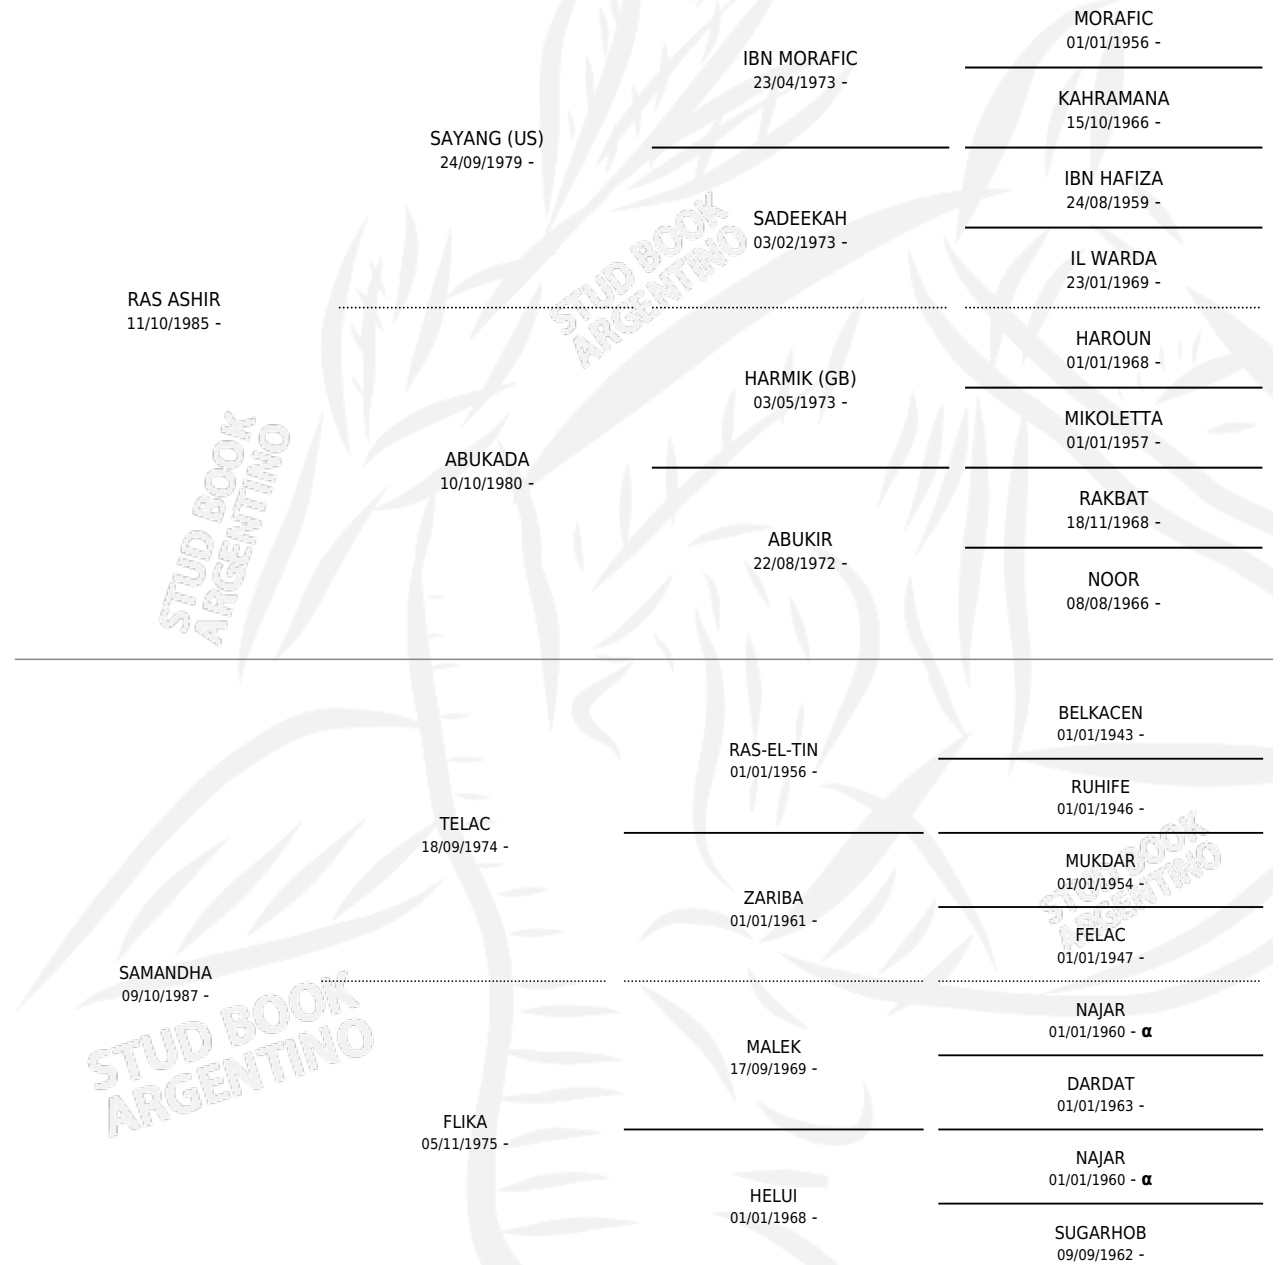 MORAFIC
01/01/1956 -
IBN MORAFIC
23/04/1973 -
KAHRAMANA
15/10/1966 -
SAYANG (US)
24/09/1979 -
IBN HAFIZA
24/08/1959 -
SADEEKAH
03/02/1973 -
IL WARDA
23/01/1969 -
STUD BOOK
ARGENTINO
RAS ASHIR
11/10/1985 -
HAROUN
01/01/1968 -
HARMIK (GB)
03/05/1973 -
MIKOLETTA
01/01/1957 -
ABUKADA
10/10/1980 -
RAKBAT
18/11/1968 -
ABUKIR
22/08/1972 -
NOOR
08/08/1966 -
STUD BOOK
ARGENTINO
BELKACEN
01/01/1943 -
RAS-EL-TIN
01/01/1956 -
RUHIFE
01/01/1946 -
TELAC
18/09/1974 -
MUKDAR
01/01/1954 -
ZARIBA
01/01/1961 -
FELAC
01/01/1947 -
STUD BOOK
ARGENTINO
SAMANDHA
09/10/1987 -
NAJAR
01/01/1960 - α
MALEK
17/09/1969 -
DARDAT
01/01/1963 -
STUD BOOK
ARGENTINO
FLIKA
05/11/1975 -
NAJAR
01/01/1960 - α
HELUI
01/01/1968 -
SUGARHOB
09/09/1962 -